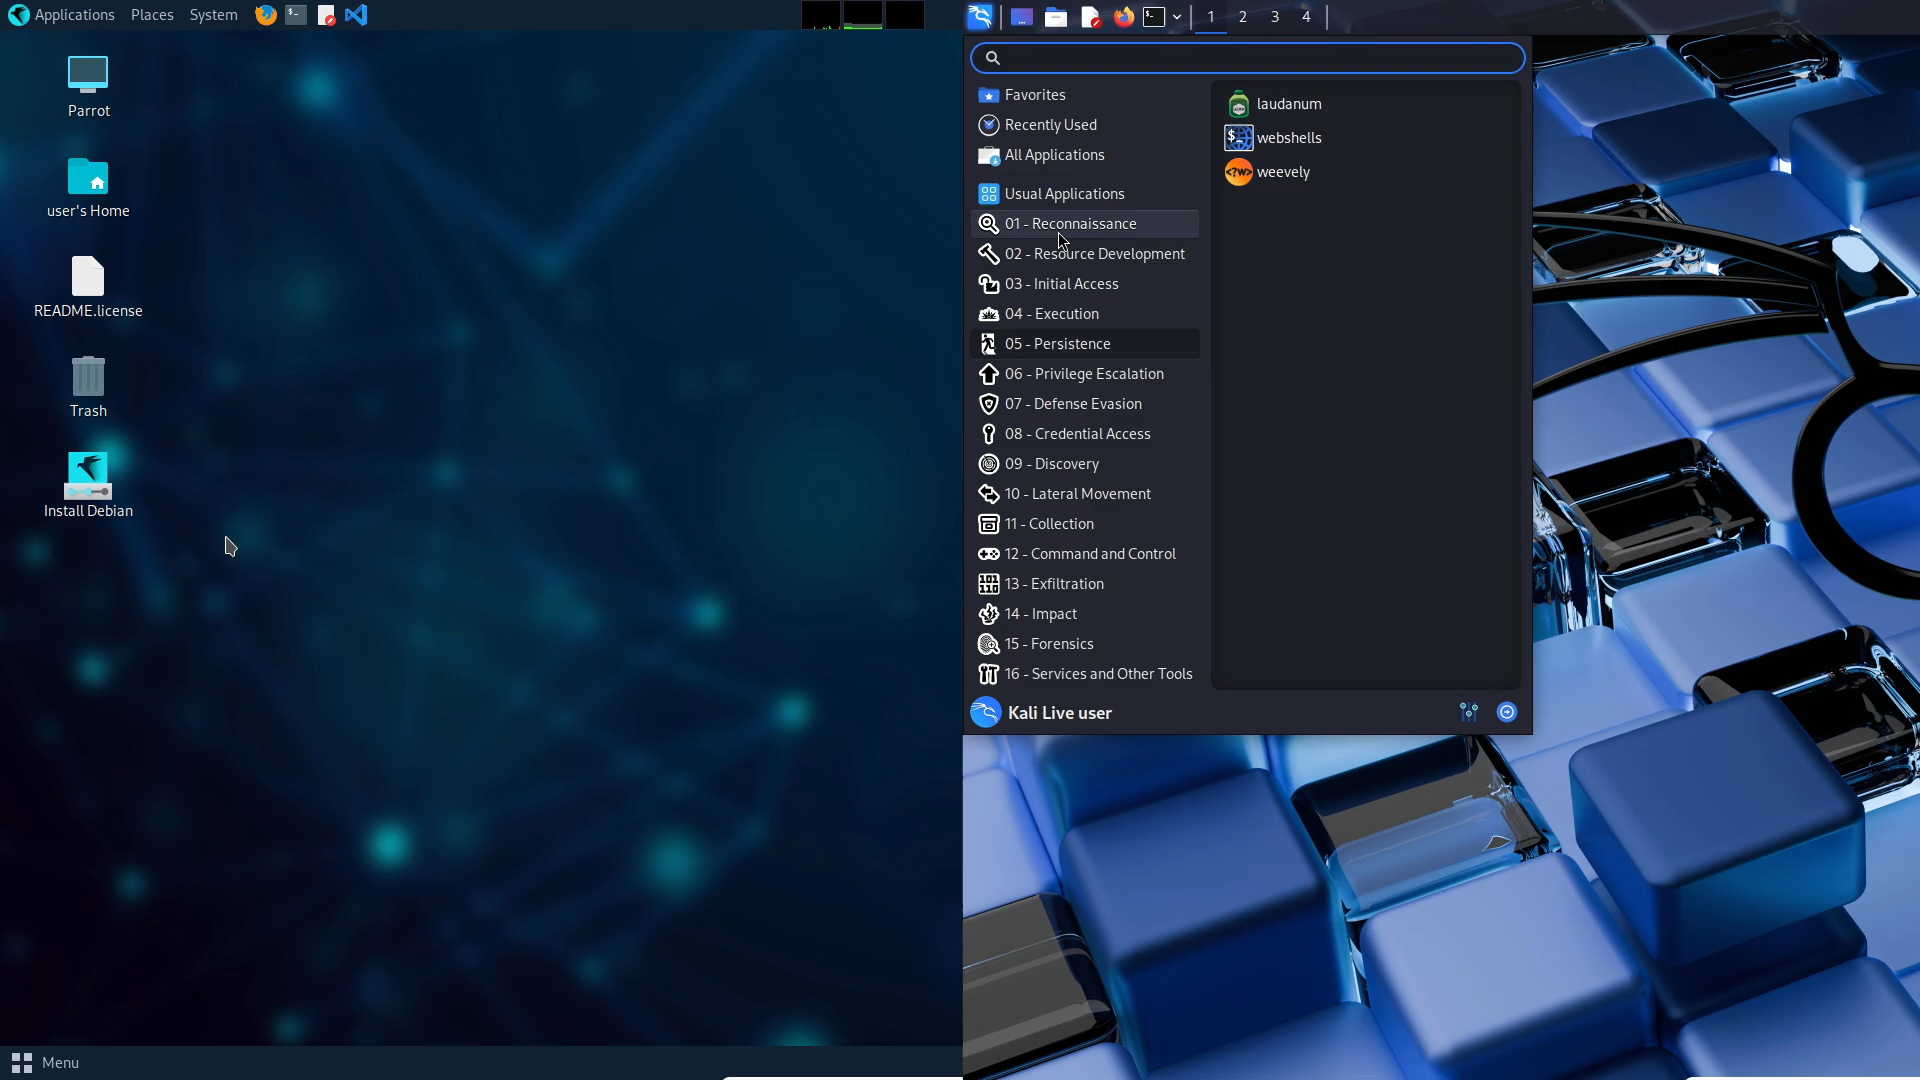 Applications Places System
Parrot
user's Home
README.license
Trash
Install Debian
Menu
1 2 3 4
Favorites
Recently Used
All Applications
Usual Applications
01 - Reconnaissance
02 - Resource Development
03 - Initial Access
04 - Execution
05 - Persistence
06 - Privilege Escalation
07 - Defense Evasion
08 - Credential Access
09 - Discovery
10 - Lateral Movement
11 - Collection
12 - Command and Control
13 - Exfiltration
14 - Impact
15 - Forensics
16 - Services and Other Tools
laudanum
webshells
weevely
Kali Live user